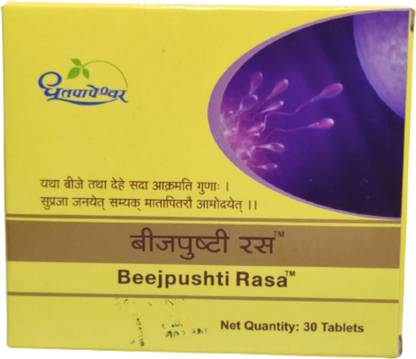 धूतपापेश्वर
यथा बीजे तथा देहे सदा आक्रमति गुणाः ।
सुप्रजा जनयेत् सम्यक् मातापितरौ आमोदयेत् ।।
बीजपुष्टी रस™
Beejpushti Rasa™
Net Quantity: 30 Tablets